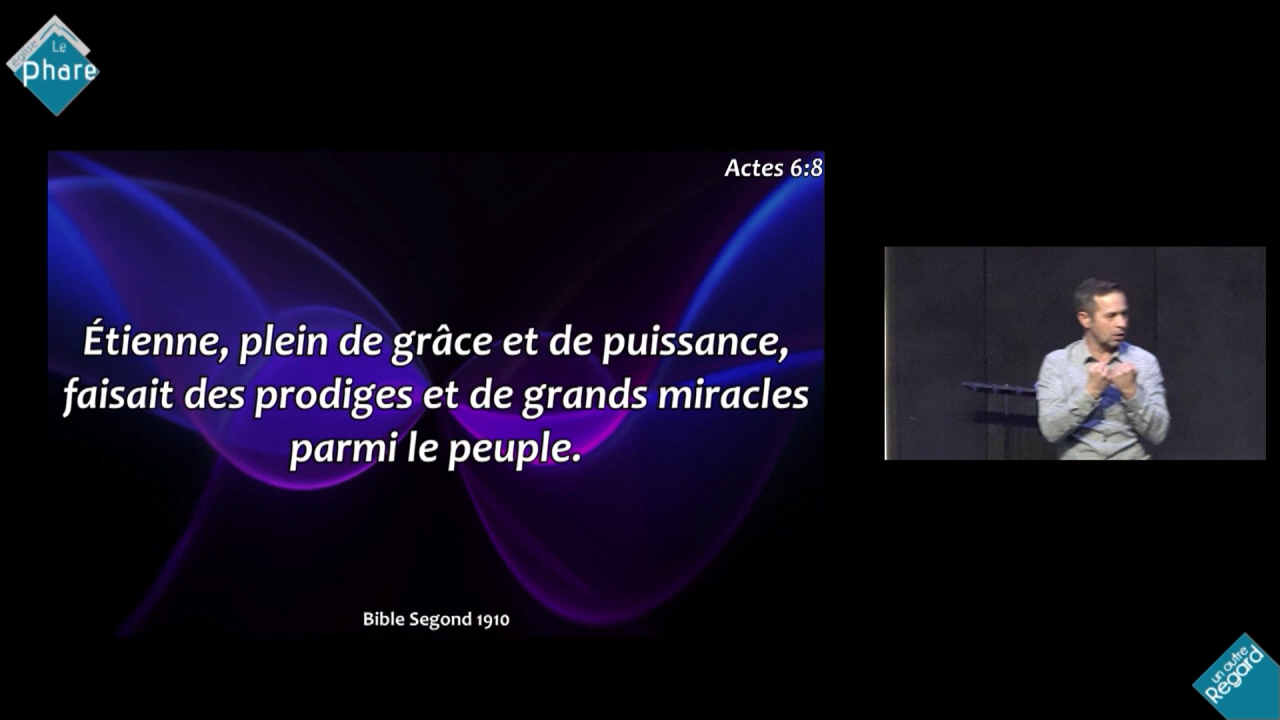 église
Le
phare
Actes 6:8
Étienne, plein de grâce et de puissance,
faisait des prodiges et de grands miracles
parmi le peuple.
Bible Segond 1910
un autre
Regard